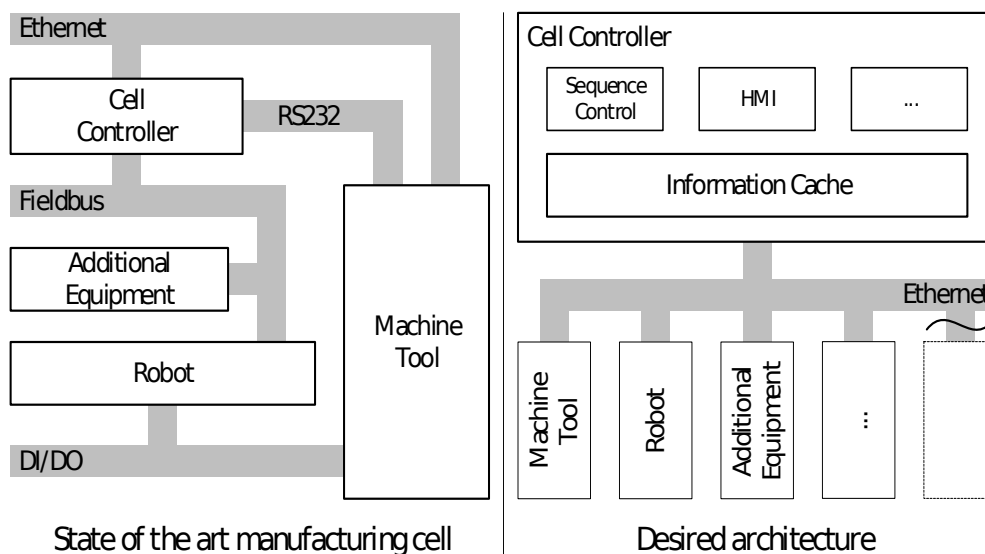 Ethernet
Cell
Controller
RS232
Fieldbus
Additional
Equipment
Robot
Machine
Tool
DI/DO
State of the art manufacturing cell
Cell Controller
Sequence
Control
HMI
...
Information Cache
Ethernet
Machine
Tool
Robot
Additional
Equipment
...
Desired architecture